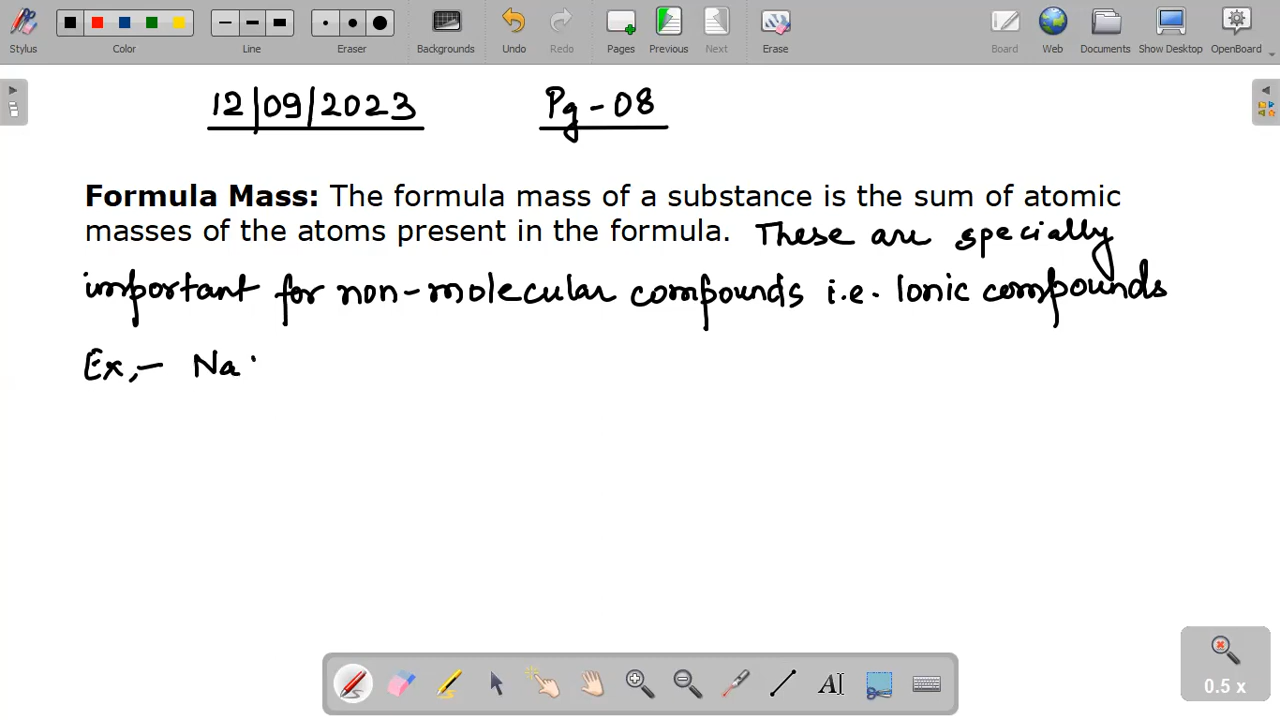 Stylus Color Line Eraser Backgrounds Undo Redo Pages Previous Next Erase Board Web Documents Show Desktop OpenBoard
12/09/2023 Pg-08
Formula Mass: The formula mass of a substance is the sum of atomic
masses of the atoms present in the formula. These are specially
important for non-molecular compounds i.e. Ionic compounds
Ex,- Na
0.5 x